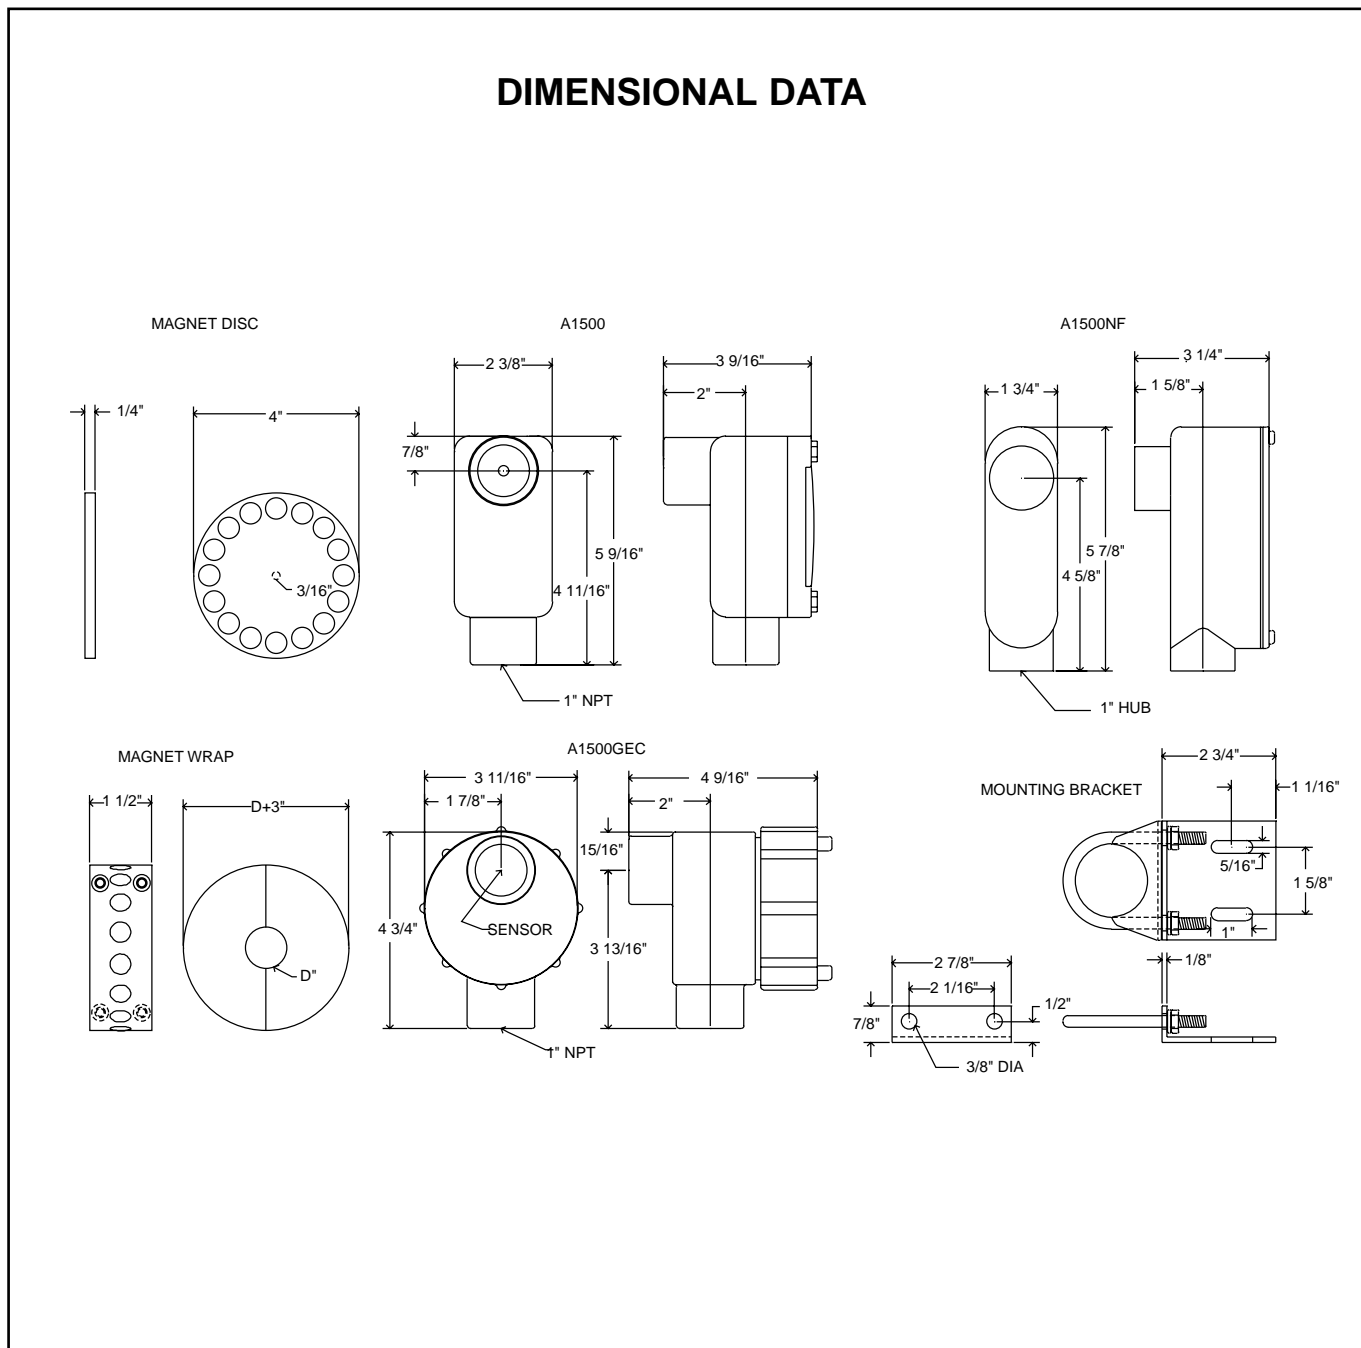 DIMENSIONAL DATA
MAGNET DISC
1/4"
4"
3/16"
A1500
2 3/8"
7/8"
5 9/16"
4 11/16"
1" NPT
3 9/16"
2"
A1500NF
1 3/4"
5 7/8"
4 5/8"
1" HUB
3 1/4"
1 5/8"
MAGNET WRAP
1 1/2"
D+3"
D"
A1500GEC
3 11/16"
1 7/8"
4 3/4"
SENSOR
1" NPT
4 9/16"
2"
15/16"
3 13/16"
MOUNTING BRACKET
2 3/4"
1 1/16"
5/16"
1 5/8"
1"
1/8"
2 7/8"
2 1/16"
1/2"
7/8"
3/8" DIA